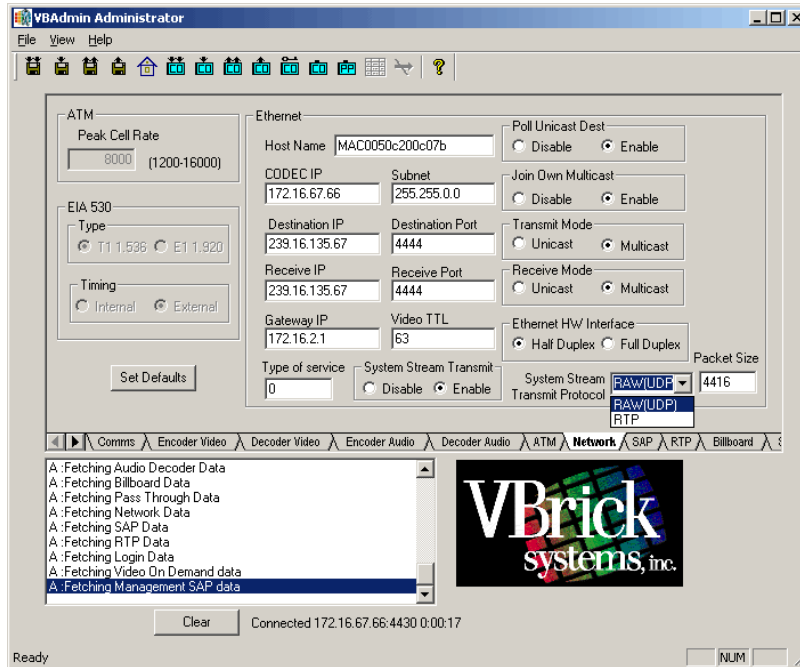 VBAdmin Administrator
File View Help
ATM
Peak Cell Rate
8000 (1200-16000)
EIA 530
Type
T1 1.536 E1 1.920
Timing
Internal External
Set Defaults
Ethernet
Host Name MAC0050c200c07b
CODEC IP Subnet
172.16.67.66 255.255.0.0
Destination IP Destination Port
239.16.135.67 4444
Receive IP Receive Port
239.16.135.67 4444
Gateway IP Video TTL
172.16.2.1 63
Type of service
0
System Stream Transmit
Disable Enable
Poll Unicast Dest
Disable Enable
Join Own Multicast
Disable Enable
Transmit Mode
Unicast Multicast
Receive Mode
Unicast Multicast
Ethernet HW Interface
Half Duplex Full Duplex
System Stream
Transmit Protocol
RAW(UDP
RAW(UDP)
RTP
Packet Size
4416
Comms Encoder Video Decoder Video Encoder Audio Decoder Audio ATM Network SAP RTP Billboard
A :Fetching Audio Decoder Data
A :Fetching Billboard Data
A :Fetching Pass Through Data
A :Fetching Network Data
A :Fetching SAP Data
A :Fetching RTP Data
A :Fetching Login Data
A :Fetching Video On Demand data
A :Fetching Management SAP data
VBrick
systems, inc.
Clear Connected 172.16.67.66:4430 0:00:17
Ready NUM